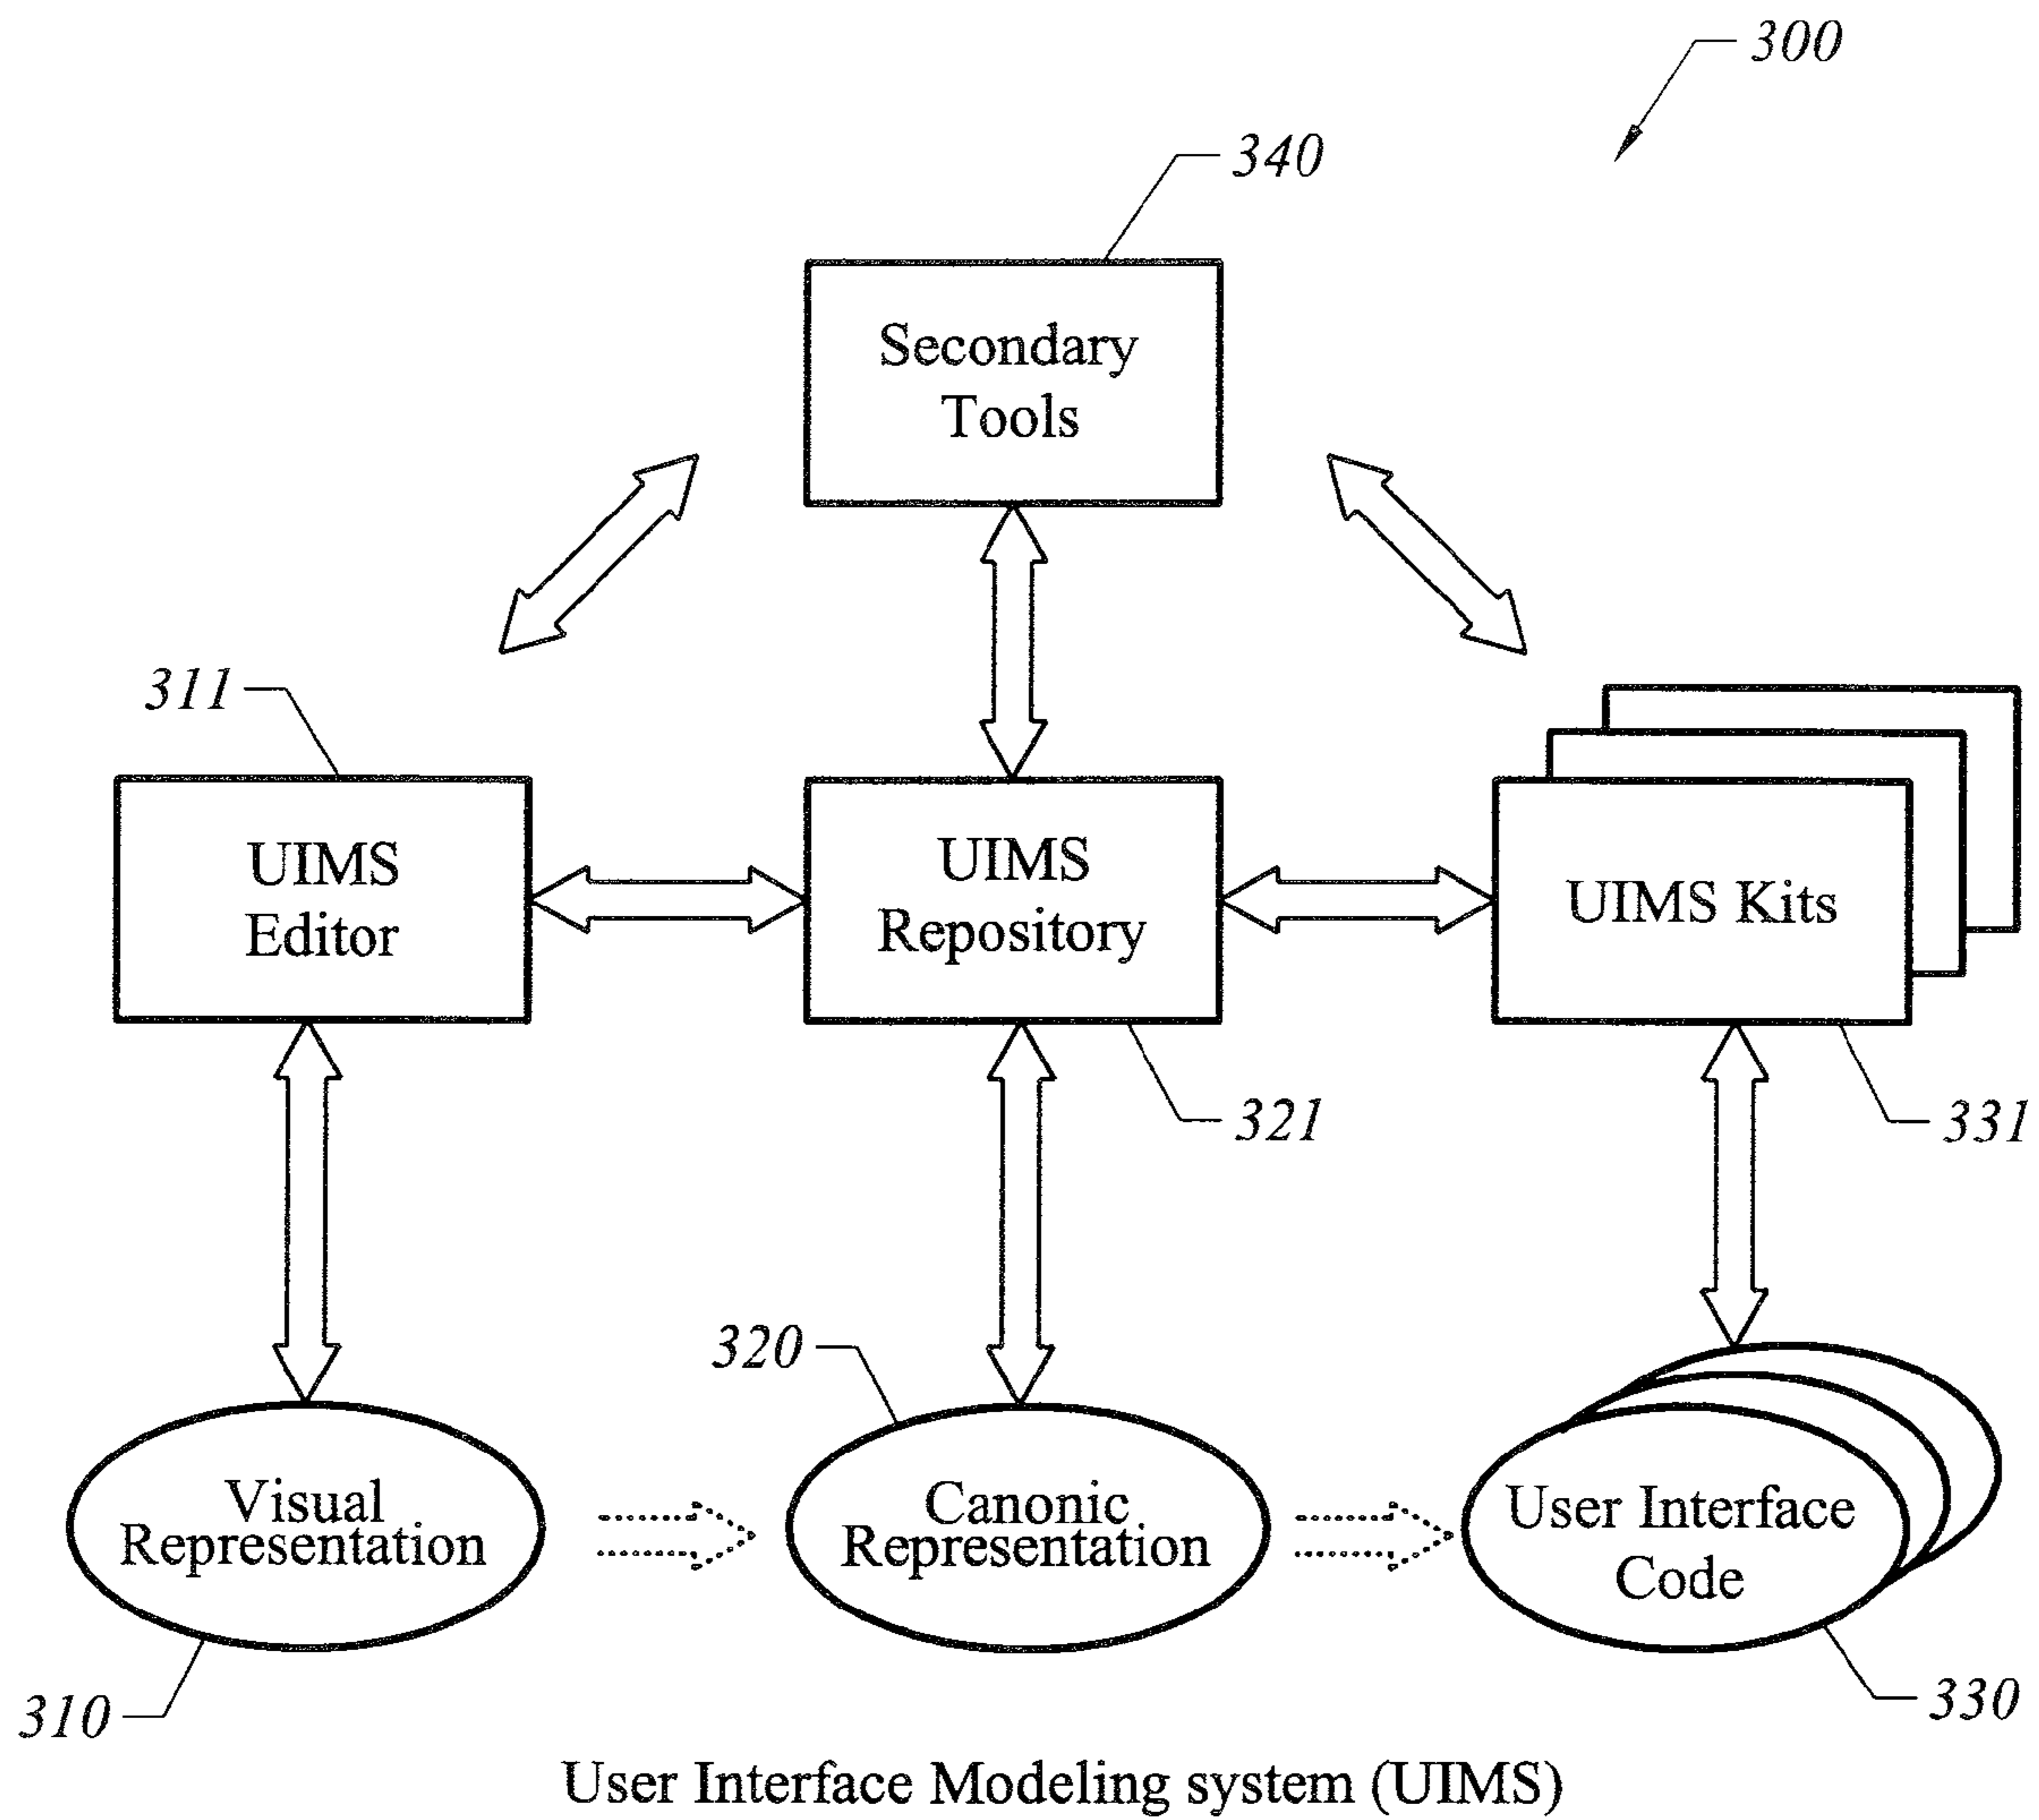 300
340
Secondary
Tools
311
UIMS
Editor
UIMS
Repository
UIMS Kits
321
331
320
Visual
Representation
Canonic
Representation
User Interface
Code
310
330
User Interface Modeling system (UIMS)